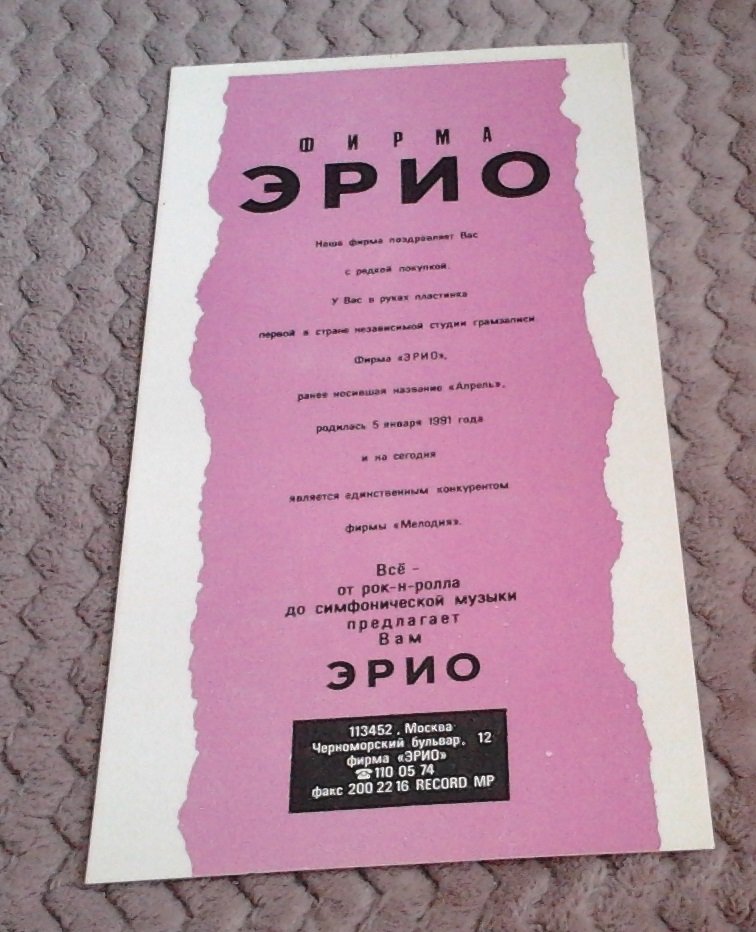 ФИРМА
ЭРИО
Наша фирма поздравляет Вас
с редкой покупкой.
У Вас в руках пластинка
первой в стране независимой студии грамзаписи.
Фирма «ЭРИО»,
ранее носившая название «Апрель»,
родилась 5 января 1991 года
и на сегодня
является единственным конкурентом
фирмы «Мелодия».
Всё -
от рок-н-ролла
до симфонической музыки
предлагает
Вам
ЭРИО
113452. Москва
Черноморский бульвар. 12
фирма «ЭРИО»
☎110 05 74
факс 200 22 16 RECORD MP